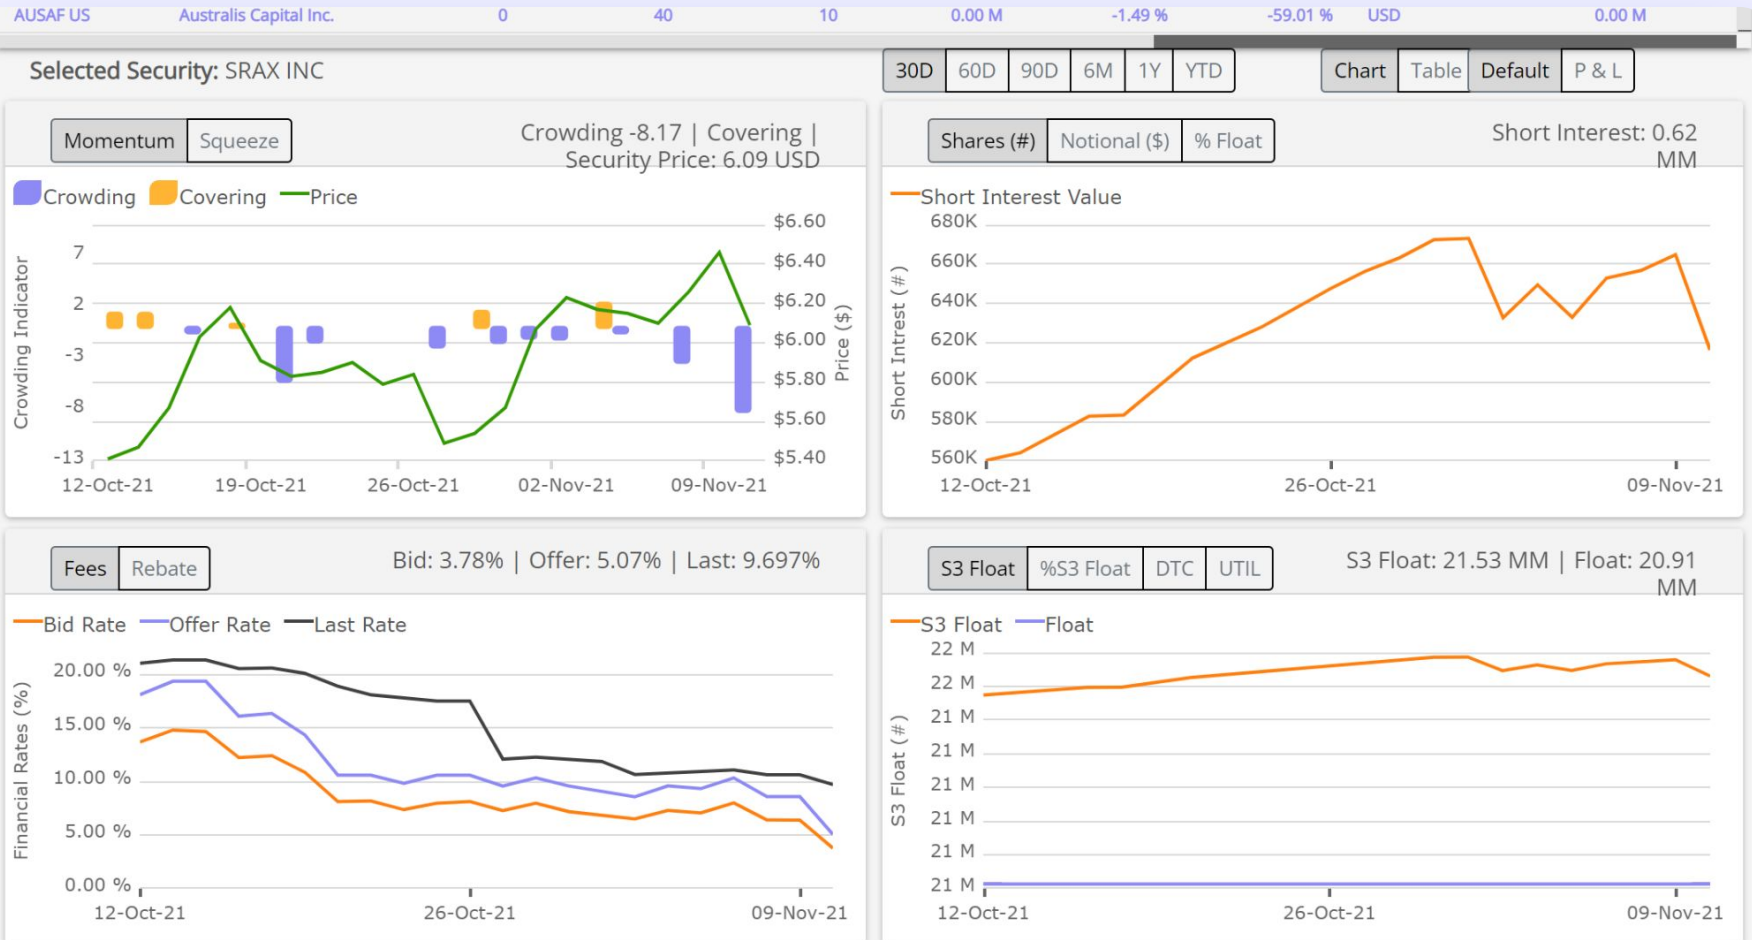 AUSAF US Australis Capital Inc. 0 40 10 0.00 M -1.49 % -59.01 % USD 0.00 M
Selected Security: SRAX INC
30D 60D 90D 6M 1Y YTD
Chart Table Default P & L
Momentum Squeeze
Crowding -8.17 | Covering |
Security Price: 6.09 USD
Crowding Covering Price
Crowding Indicator
7
2
-3
-8
-13
$6.60
$6.40
$6.20
$6.00
$5.80
$5.60
$5.40
Price ($)
12-Oct-21 19-Oct-21 26-Oct-21 02-Nov-21 09-Nov-21
Shares (#) Notional ($) % Float
Short Interest: 0.62
MM
Short Interest Value
Short Intrest (#)
680K
660K
640K
620K
600K
580K
560K
12-Oct-21 26-Oct-21 09-Nov-21
Fees Rebate
Bid: 3.78% | Offer: 5.07% | Last: 9.697%
Bid Rate Offer Rate Last Rate
Financial Rates (%)
20.00 %
15.00 %
10.00 %
5.00 %
0.00 %
12-Oct-21 26-Oct-21 09-Nov-21
S3 Float %S3 Float DTC UTIL
S3 Float: 21.53 MM | Float: 20.91
MM
S3 Float Float
S3 Float (#)
22 M
22 M
21 M
21 M
21 M
21 M
21 M
21 M
12-Oct-21 26-Oct-21 09-Nov-21